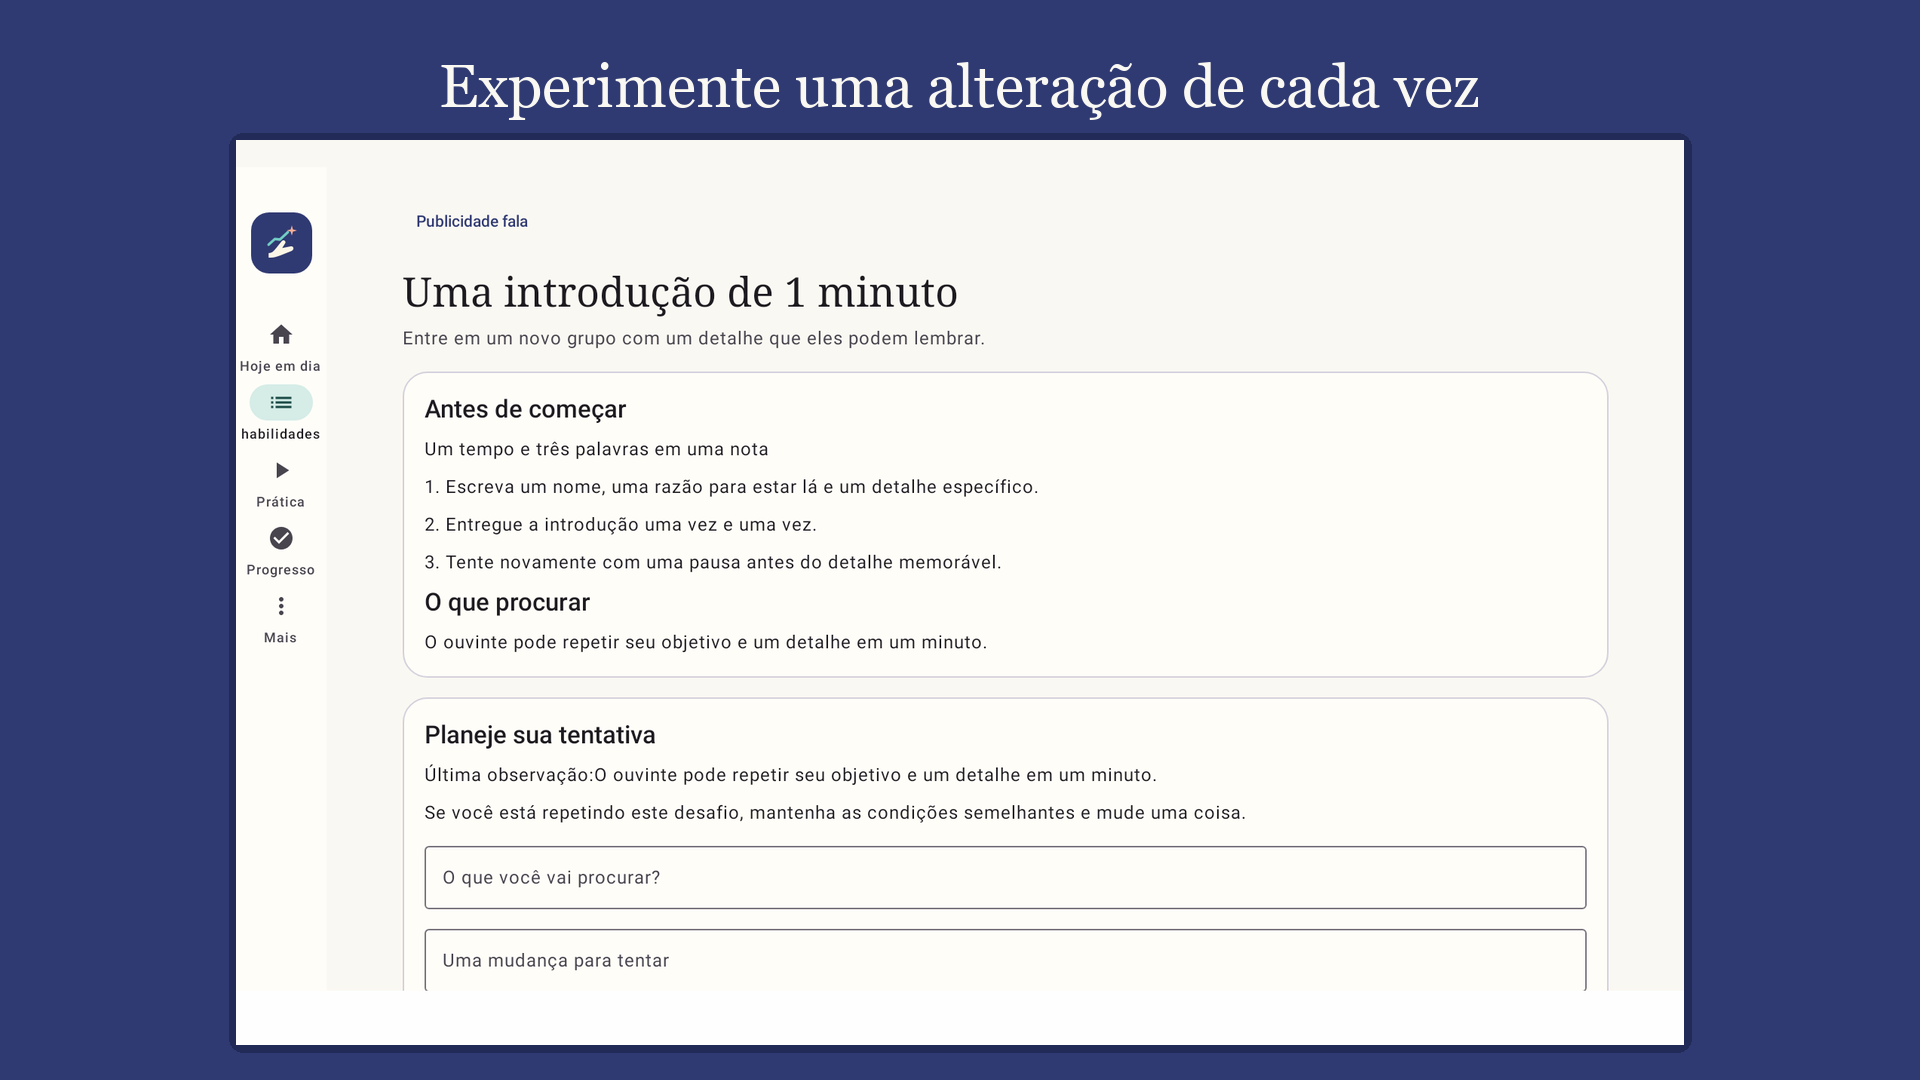 Experimente uma alteração de cada vez
Publicidade fala
Uma introdução de 1 minuto
Entre em um novo grupo com um detalhe que eles podem lembrar.
Hoje em dia
habilidades
Prática
Progresso
Mais
Antes de começar
Um tempo e três palavras em uma nota
1. Escreva um nome, uma razão para estar lá e um detalhe específico.
2. Entregue a introdução uma vez e uma vez.
3. Tente novamente com uma pausa antes do detalhe memorável.
O que procurar
O ouvinte pode repetir seu objetivo e um detalhe em um minuto.
Planeje sua tentativa
Última observação:O ouvinte pode repetir seu objetivo e um detalhe em um minuto.
Se você está repetindo este desafio, mantenha as condições semelhantes e mude uma coisa.
O que você vai procurar?
Uma mudança para tentar